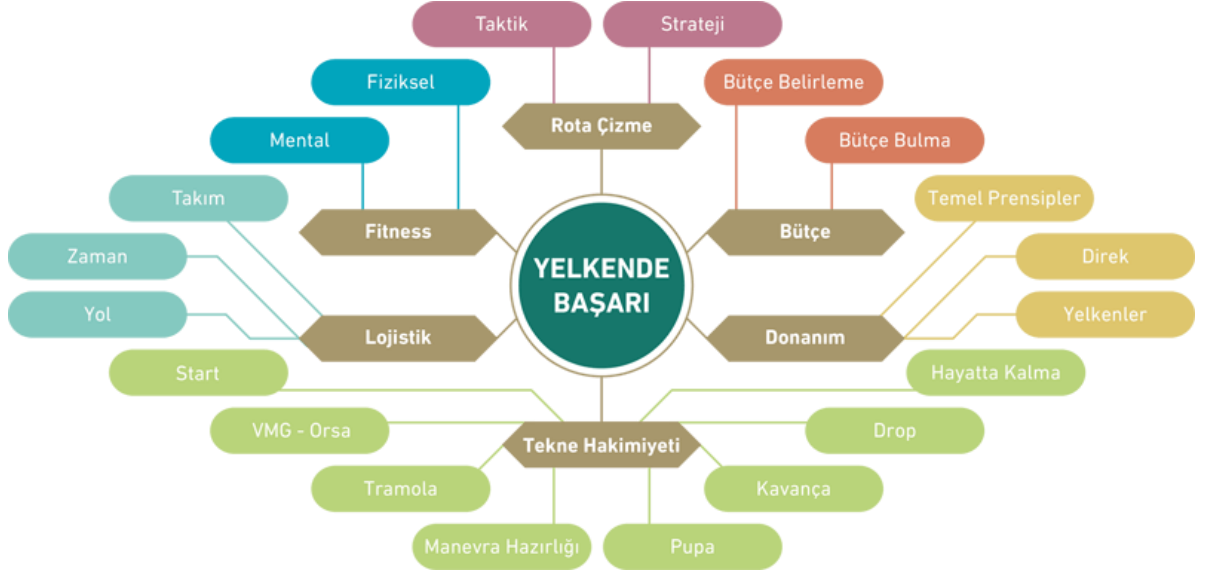 Taktik
Strateji
Fiziksel
Bütçe Belirleme
Rota Çizme
Mental
Bütçe Bulma
Takım
Temel Prensipler
Fitness
Bütçe
Zaman
YELKENDE
BAŞARI
Direk
Yol
Yelkenler
Lojistik
Donanım
Start
Hayatta Kalma
VMG - Orsa
Drop
Tekne Hakimiyeti
Tramola
Kavança
Manevra Hazırlığı
Pupa